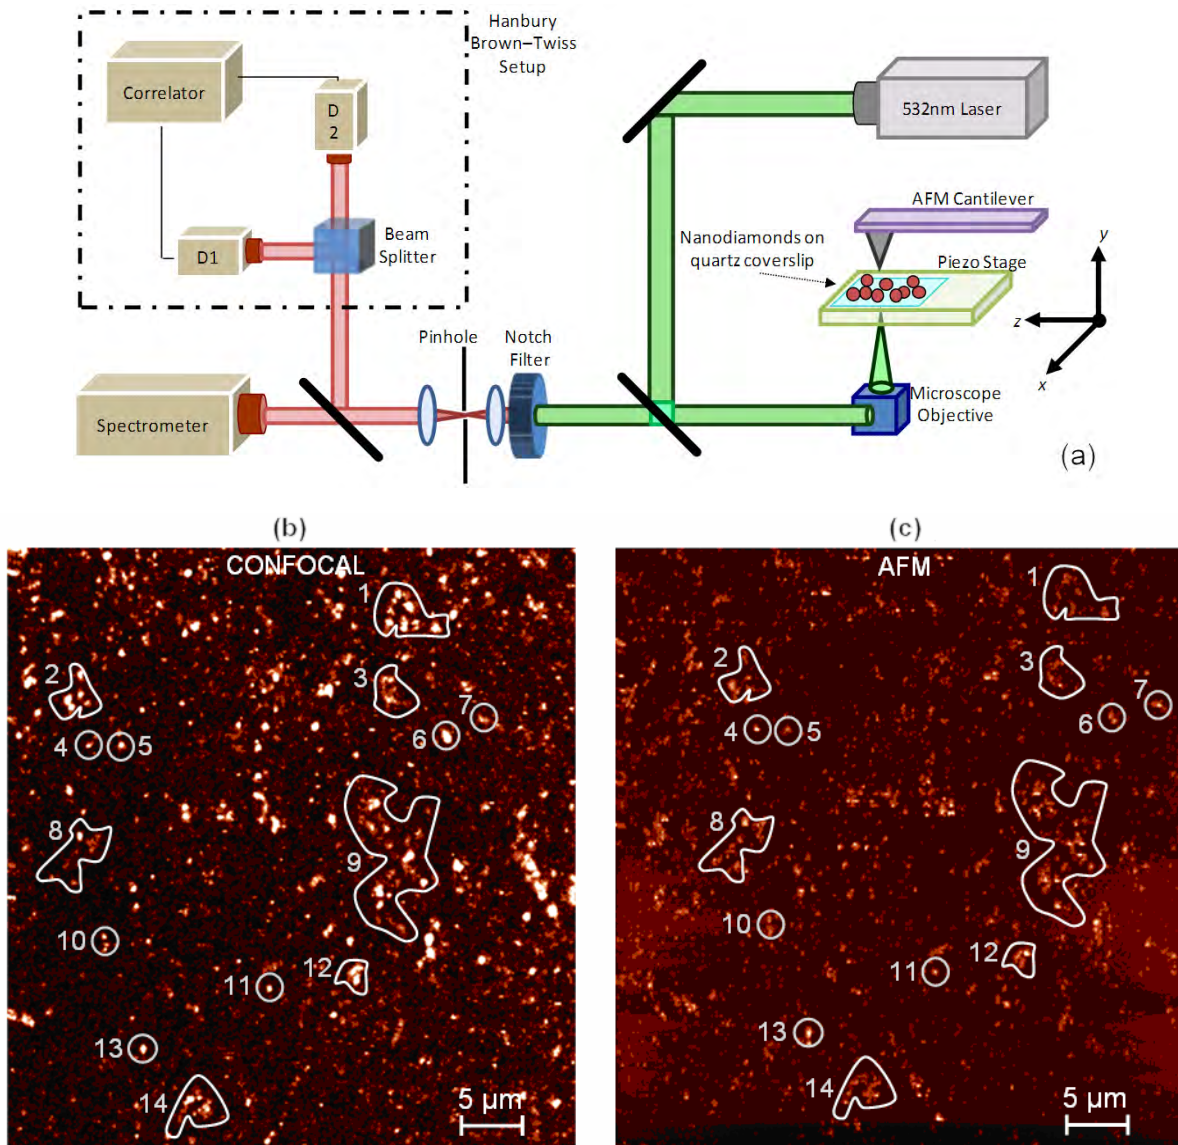 Hanbury
Brown–Twiss
Setup
Correlator
D
2
D1
Beam
Splitter
532nm Laser
AFM Cantilever
Nanodiamonds on
quartz coverslip
Piezo Stage
y
z
x
Pinhole
Notch
Filter
Spectrometer
Microscope
Objective
(a)
(b)
CONFOCAL
1
2
3
4
5
6
7
8
9
10
11
12
13
14
5 µm
(c)
AFM
1
2
3
4
5
6
7
8
9
10
11
12
13
14
5 µm